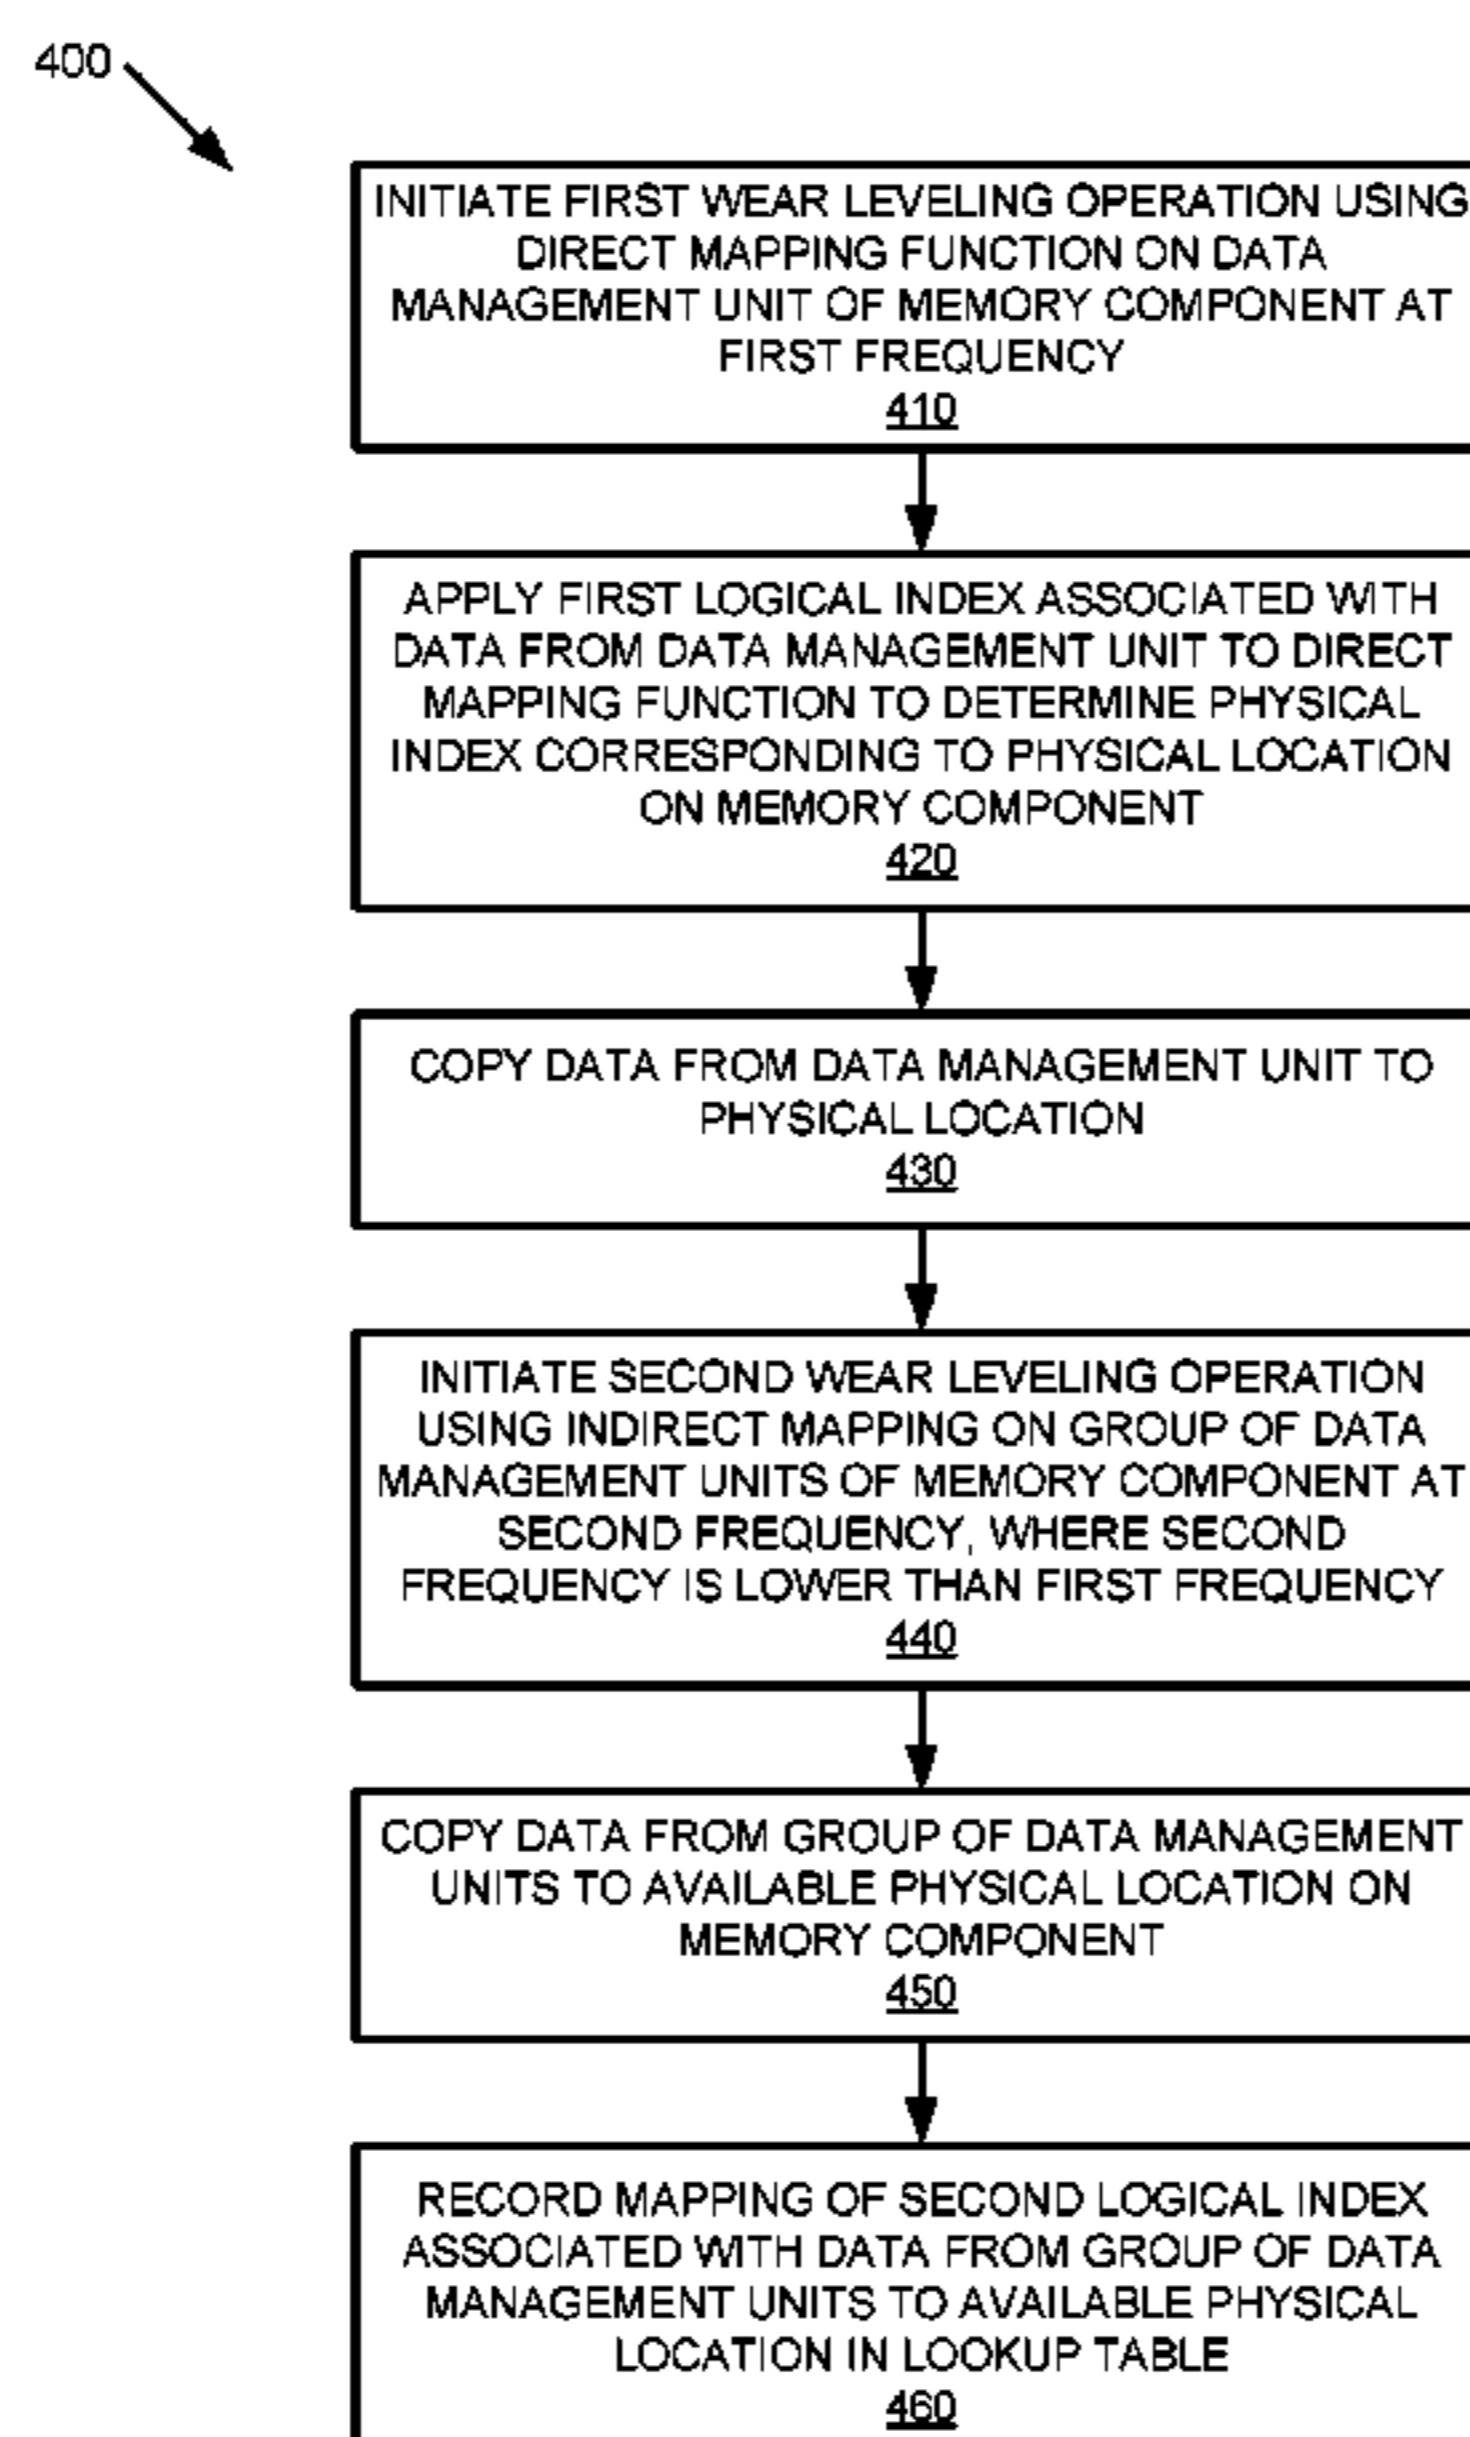 400
INITIATE FIRST WEAR LEVELING OPERATION USING
DIRECT MAPPING FUNCTION ON DATA
MANAGEMENT UNIT OF MEMORY COMPONENT AT
FIRST FREQUENCY
410
APPLY FIRST LOGICAL INDEX ASSOCIATED WITH
DATA FROM DATA MANAGEMENT UNIT TO DIRECT
MAPPING FUNCTION TO DETERMINE PHYSICAL
INDEX CORRESPONDING TO PHYSICAL LOCATION
ON MEMORY COMPONENT
420
COPY DATA FROM DATA MANAGEMENT UNIT TO
PHYSICAL LOCATION
430
INITIATE SECOND WEAR LEVELING OPERATION
USING INDIRECT MAPPING ON GROUP OF DATA
MANAGEMENT UNITS OF MEMORY COMPONENT AT
SECOND FREQUENCY, WHERE SECOND
FREQUENCY IS LOWER THAN FIRST FREQUENCY
440
COPY DATA FROM GROUP OF DATA MANAGEMENT
UNITS TO AVAILABLE PHYSICAL LOCATION ON
MEMORY COMPONENT
450
RECORD MAPPING OF SECOND LOGICAL INDEX
ASSOCIATED WITH DATA FROM GROUP OF DATA
MANAGEMENT UNITS TO AVAILABLE PHYSICAL
LOCATION IN LOOKUP TABLE
460